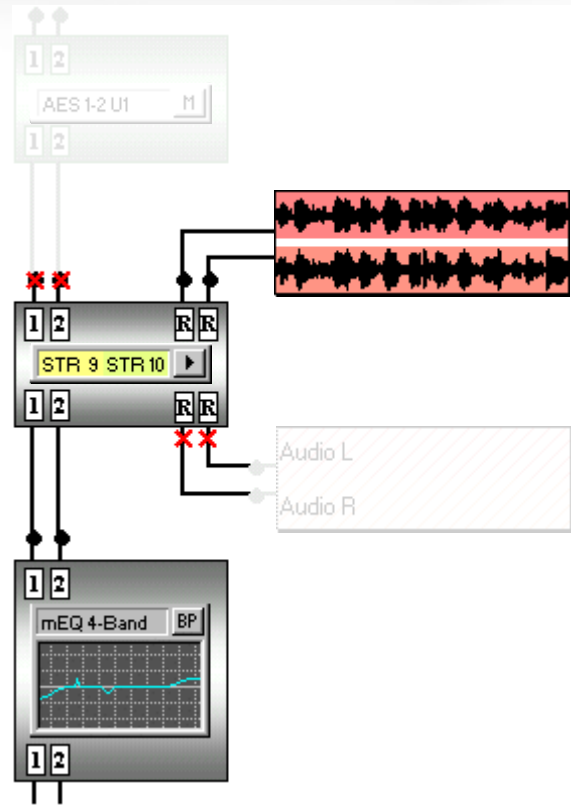 1 2
AES 1-2 U1 M
1 2
1 2 R R
STR 9 STR 10
1 2 R R
Audio L
Audio R
1 2
mEQ 4-Band BP
1 2